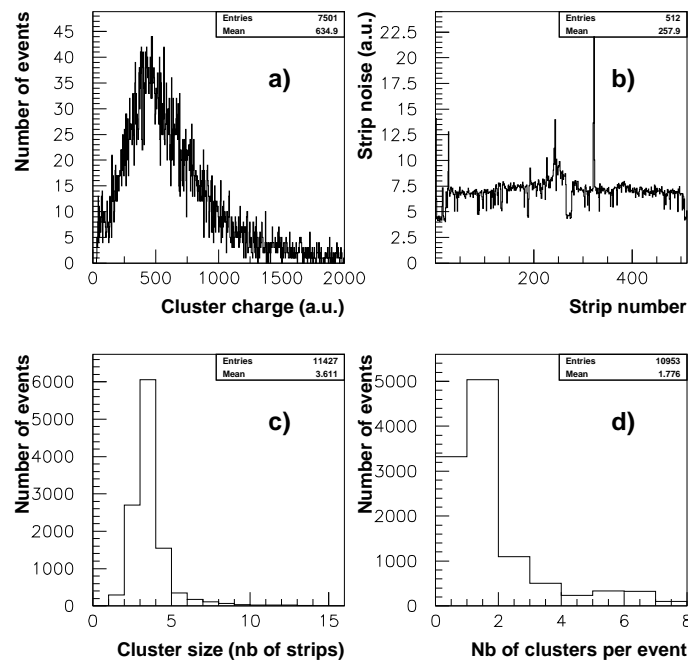 Entries 7501
Mean 634.9
a)
Number of events
45
40
35
30
25
20
15
10
5
0
0 500 1000 1500 2000
Cluster charge (a.u.)
Entries 512
Mean 257.9
b)
Strip noise (a.u.)
22.5
20
17.5
15
12.5
10
7.5
5
2.5
0
200 400
Strip number
Entries 11427
Mean 3.611
c)
Number of events
6000
5000
4000
3000
2000
1000
0
0 5 10 15
Cluster size (nb of strips)
Entries 10953
Mean 1.776
d)
Number of events
5000
4000
3000
2000
1000
0
0 2 4 6 8
Nb of clusters per event